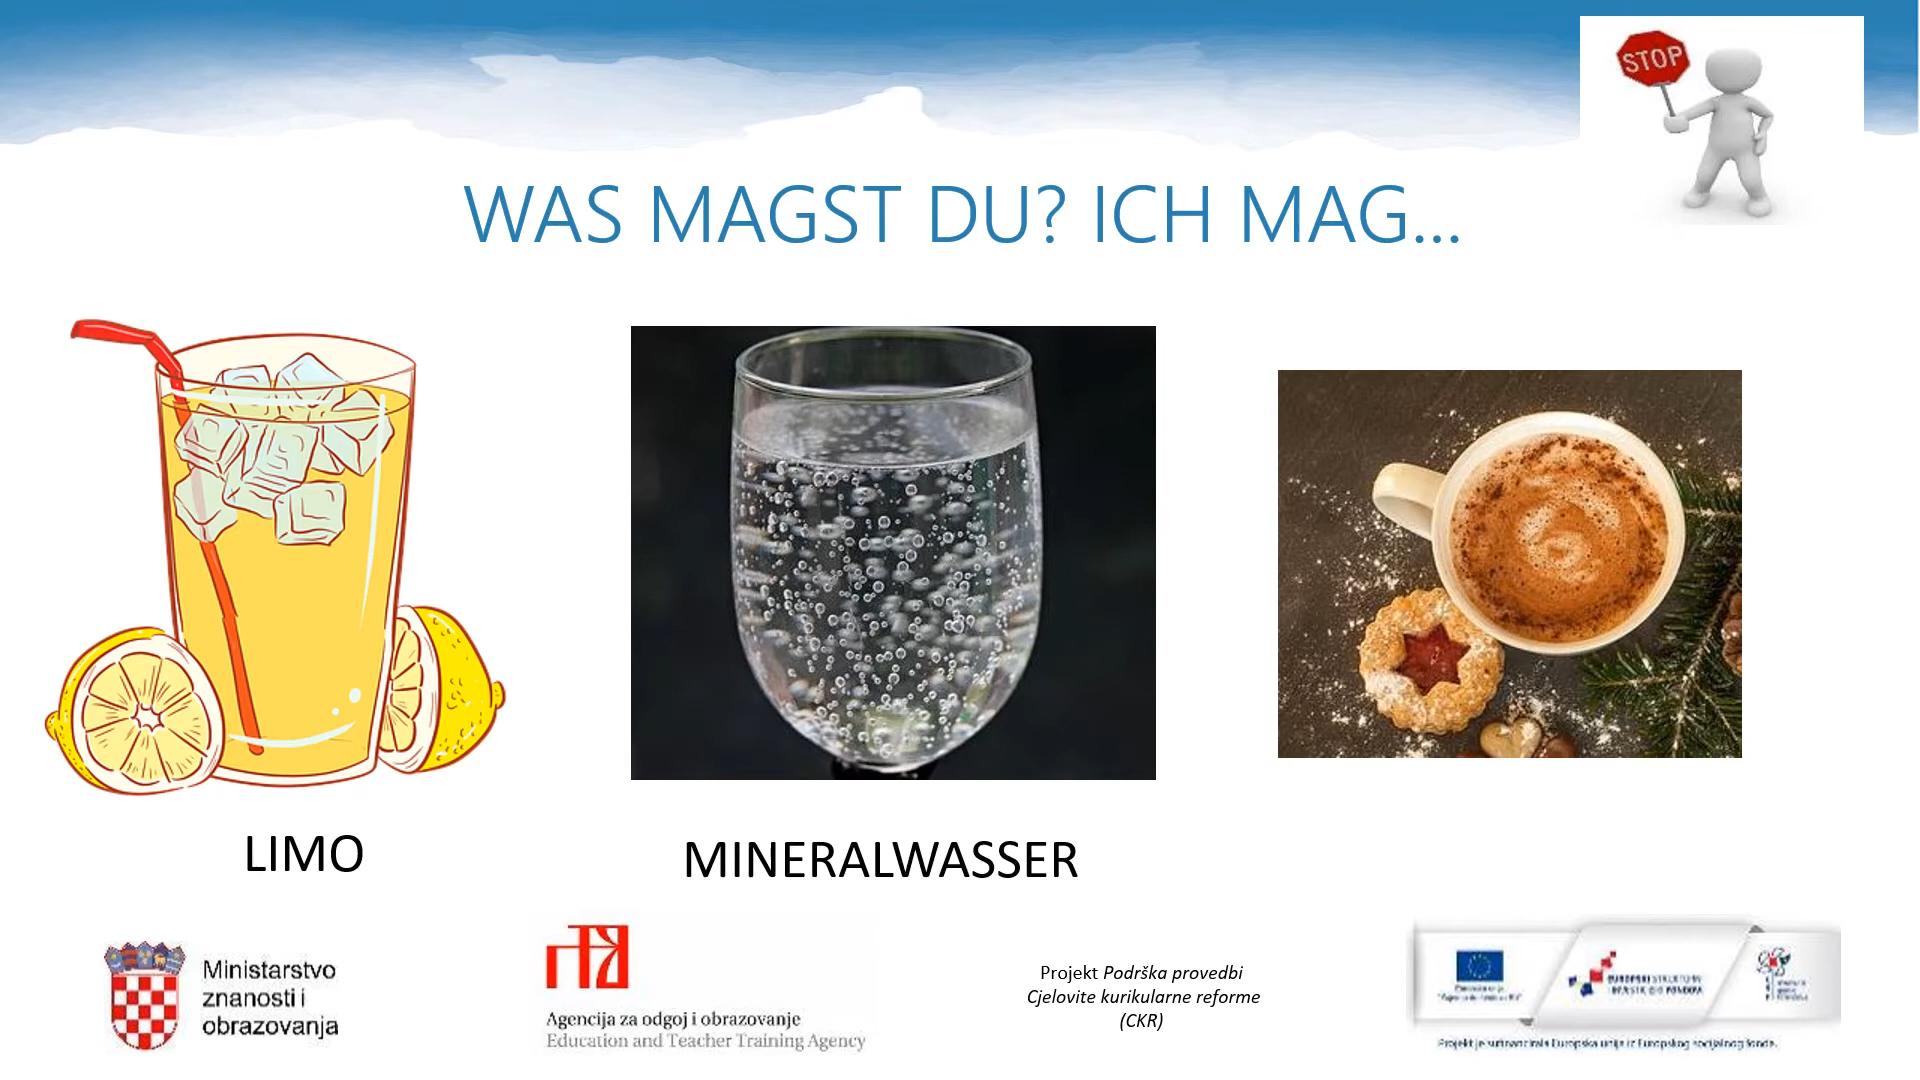 STOP
WAS MAGST DU? ICH MAG...
LIMO
MINERALWASSER
Ministarstvo
znanosti i
obrazovanja
Agencija za odgoj i obrazovanje
Education and Teacher Training Agency
Projekt Podrška provedbi
Cjelovite kurikularne reforme
(CKR)
EUROPSKI STRUKTURNI
I INVESTICIJSKI FONDOVI
Projekt je sufinancirala Europska unija iz Europskog socijalnog fonda.